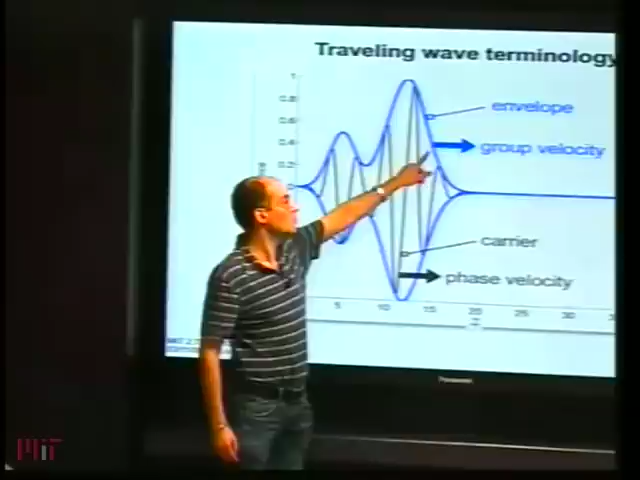 Traveling wave terminology
1
0.8
0.6
0.4
0.2
envelope
group velocity
carrier
phase velocity
5
10
15
20
25
30
z
Panasonic
MIT